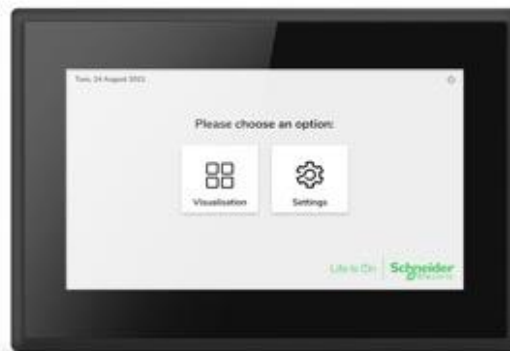 Please choose an option:
Visualisation
Settings
Life Is On
Schneider